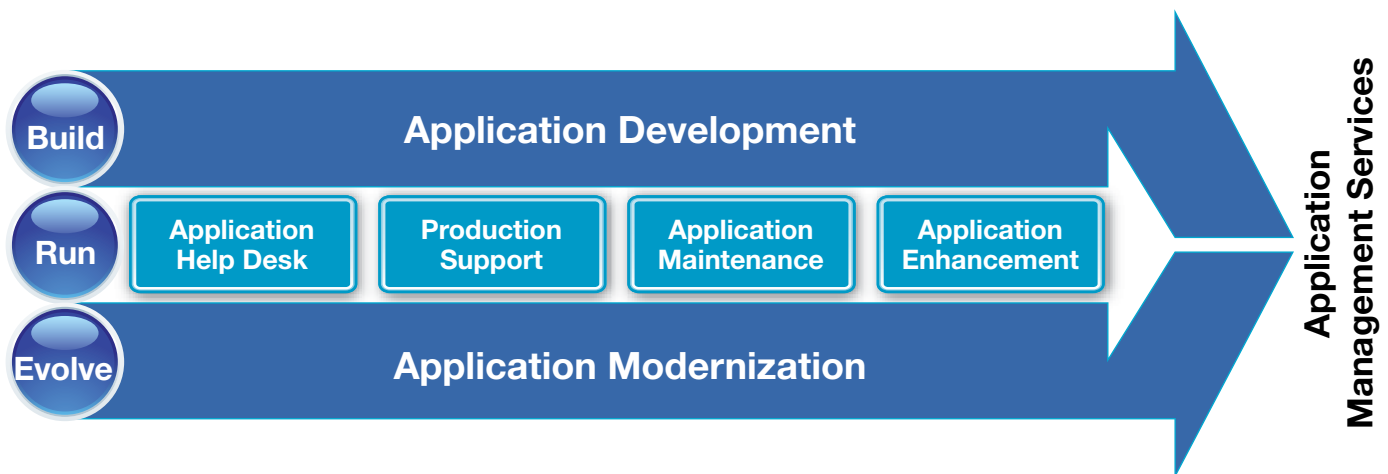 Build
Application Development
Run
Application
Help Desk
Production
Support
Application
Maintenance
Application
Enhancement
Evolve
Application Modernization
Application
Management Services